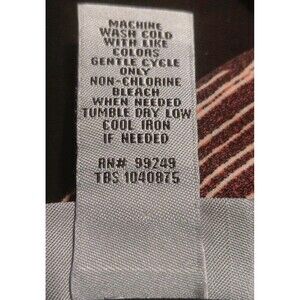 MACHINE
WASH COLD
WITH LIKE
COLORS
GENTLE CYCLE
ONLY
NON-CHLORINE
BLEACH
WHEN NEEDED
TUMBLE DRY LOW
COOL IRON
IF NEEDED
RN# 99249
TBS 1040875